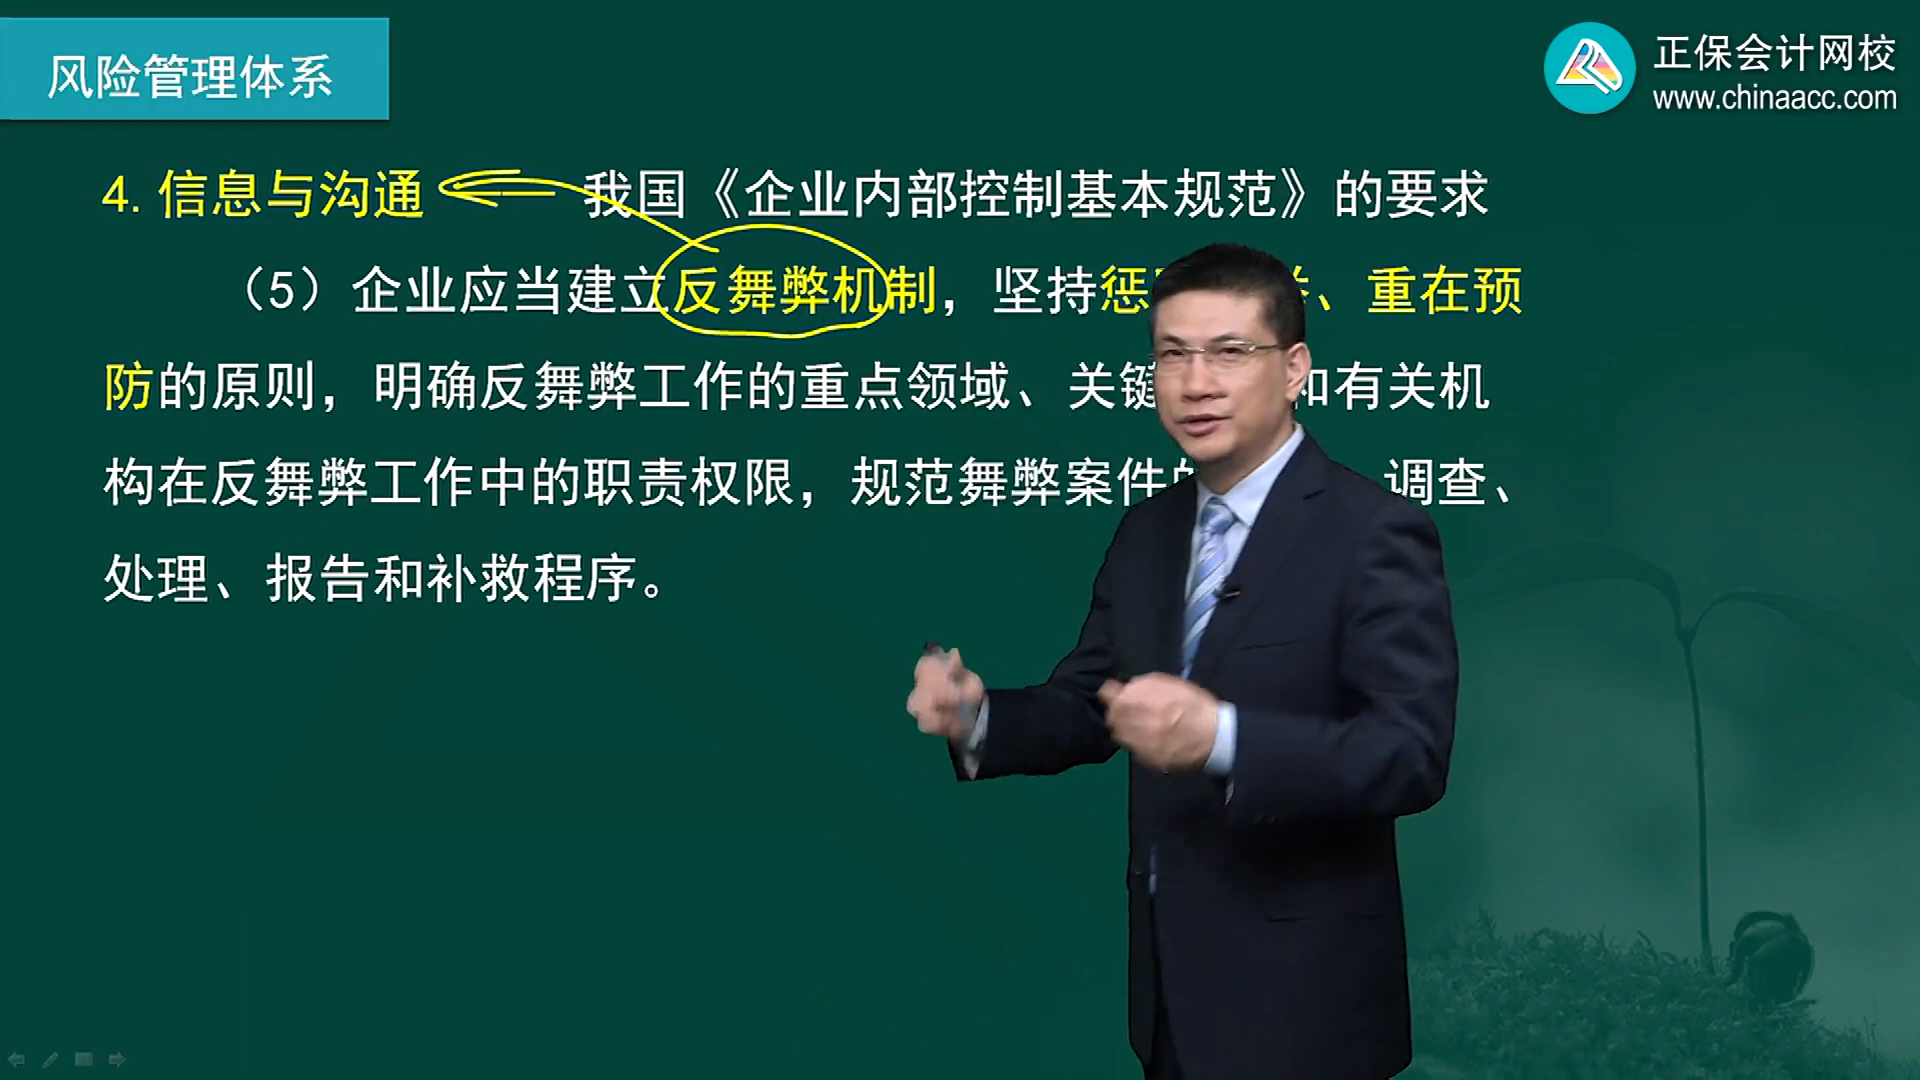 风险管理体系
正保会计网校
www.chinaacc.com
4. 信息与沟通 我国《企业内部控制基本规范》的要求
（5）企业应当建立反舞弊机制，坚持惩 、重在预
防的原则，明确反舞弊工作的重点领域、关键 和有关机
构在反舞弊工作中的职责权限，规范舞弊案件 调查、
处理、报告和补救程序。